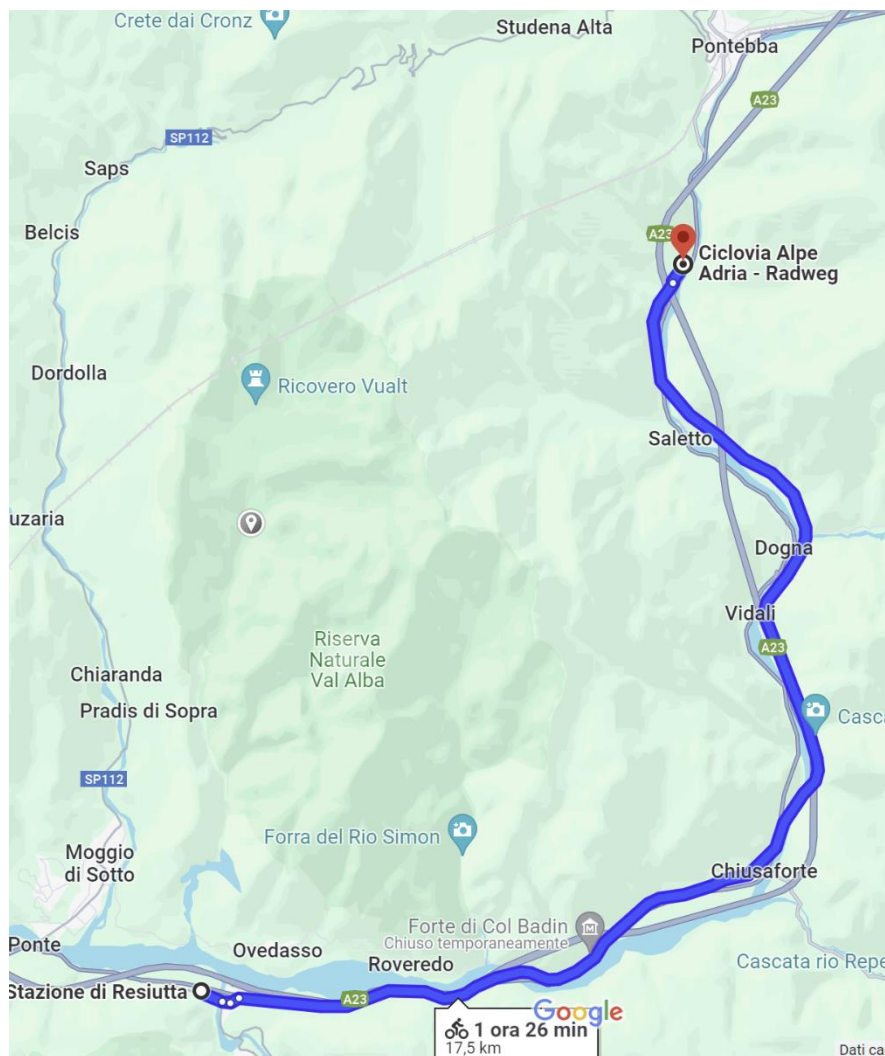 Crete dai Cronz
Studena Alta
Pontebba
A23
SP112
Saps
Belcis
A23
Ciclovia Alpe
Adria - Radweg
Dordolla
Ricovero Vualt
Saletto
uzaria
Dogna
Vidali
Riserva
Naturale
Val Alba
A23
Chiaranda
Pradis di Sopra
Casca
SP112
Forra del Rio Simon
Moggio
di Sotto
Chiusaforte
Forte di Col Badin
Chiuso temporaneamente
Ponte
Ovedasso
Roveredo
Cascata rio Repe
Stazione di Resiutta
A23
Google
1 ora 26 min
17,5 km
Dati ca